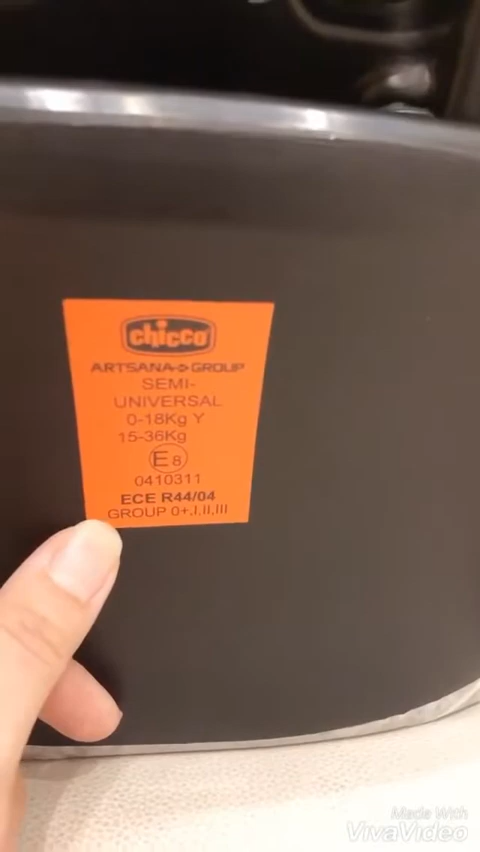 chicco
ARTSANA GROUP
SEMI-
UNIVERSAL
0-18Kg Y
15-36Kg
E8
0410311
ECE R44/04
GROUP 0+,I,II,III
Made With
VivaVideo